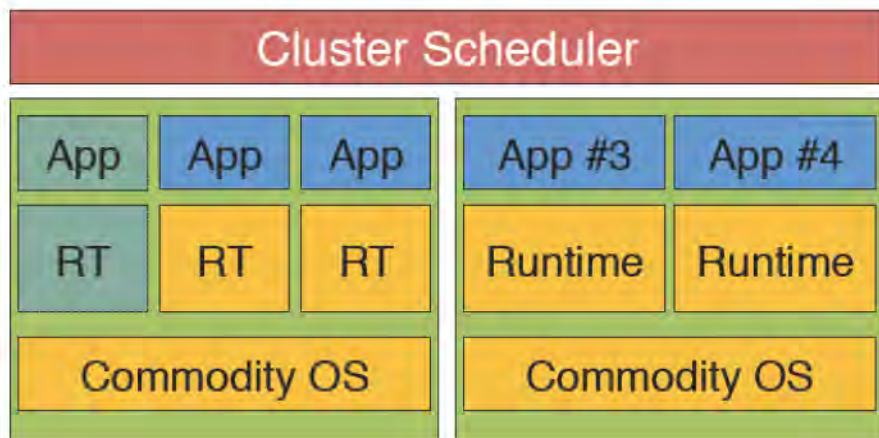 Cluster Scheduler
App App App App #3 App #4
RT RT RT Runtime Runtime
Commodity OS Commodity OS